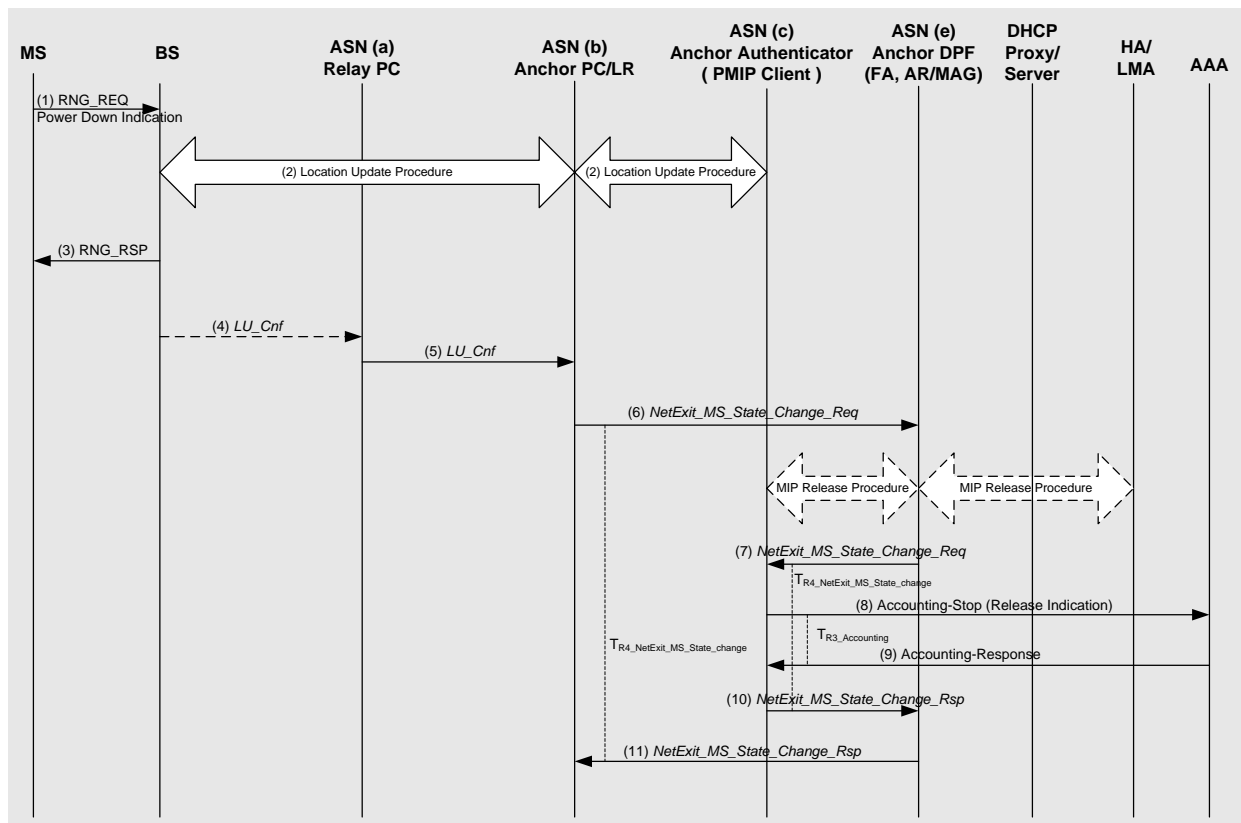 MS
BS
ASN (a)
Relay PC
ASN (b)
Anchor PC/LR
ASN (c)
Anchor Authenticator
( PMIP Client )
ASN (e)
Anchor DPF
(FA, AR/MAG)
DHCP
Proxy/
Server
HA/
LMA
AAA
(1) RNG_REQ
Power Down Indication
(2) Location Update Procedure
(2) Location Update Procedure
(3) RNG_RSP
(4) LU_Cnf
(5) LU_Cnf
(6) NetExit_MS_State_Change_Req
MIP Release Procedure
MIP Release Procedure
(7) NetExit_MS_State_Change_Req
TR4_NetExit_MS_State_change
(8) Accounting-Stop (Release Indication)
TR3_Accounting
TR4_NetExit_MS_State_change
(9) Accounting-Response
(10) NetExit_MS_State_Change_Rsp
(11) NetExit_MS_State_Change_Rsp